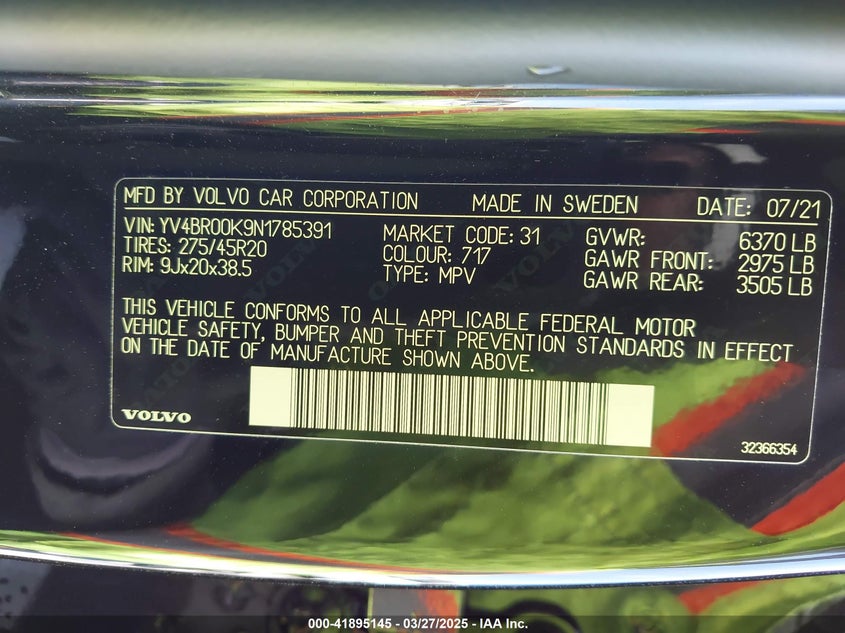 MFD BY VOLVO CAR CORPORATION MADE IN SWEDEN DATE: 07/21
VIN: YV4BR00K9N1785391 MARKET CODE: 31 GVWR: 6370 LB
TIRES: 275/45R20 COLOUR: 717 GAWR FRONT: 2975 LB
RIM: 9Jx20x38.5 TYPE: MPV GAWR REAR: 3505 LB
THIS VEHICLE CONFORMS TO ALL APPLICABLE FEDERAL MOTOR
VEHICLE SAFETY, BUMPER AND THEFT PREVENTION STANDARDS IN EFFECT
ON THE DATE OF MANUFACTURE SHOWN ABOVE.
VOLVO
32366354
000-41895145 - 03/27/2025 - IAA Inc.